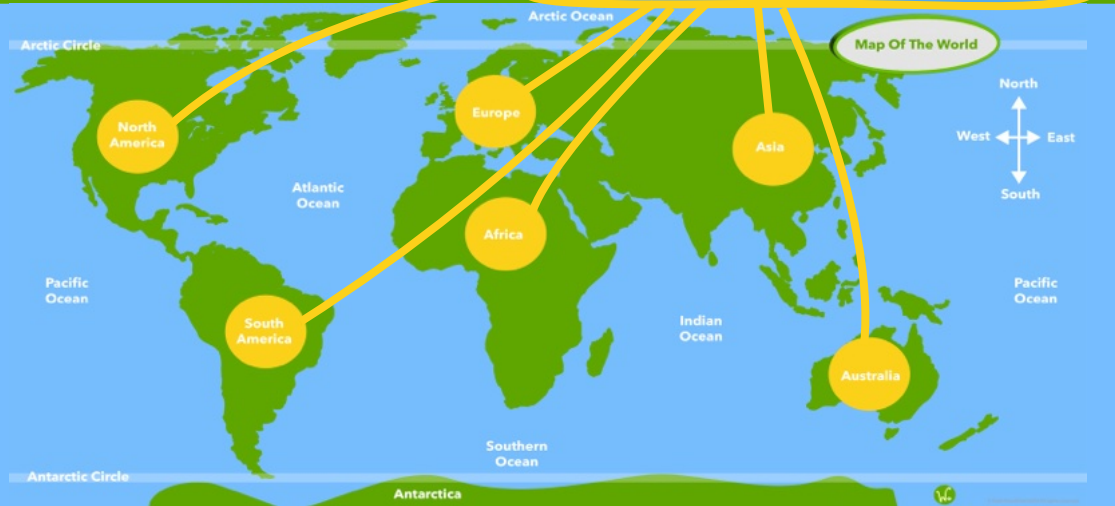 Arctic Ocean
Arctic Circle
Map Of The World
North
West
East
South
North
America
Europe
Asia
Atlantic
Ocean
Africa
Pacific
Ocean
Pacific
Ocean
South
America
Indian
Ocean
Australia
Southern
Ocean
Antarctic Circle
Antarctica
W